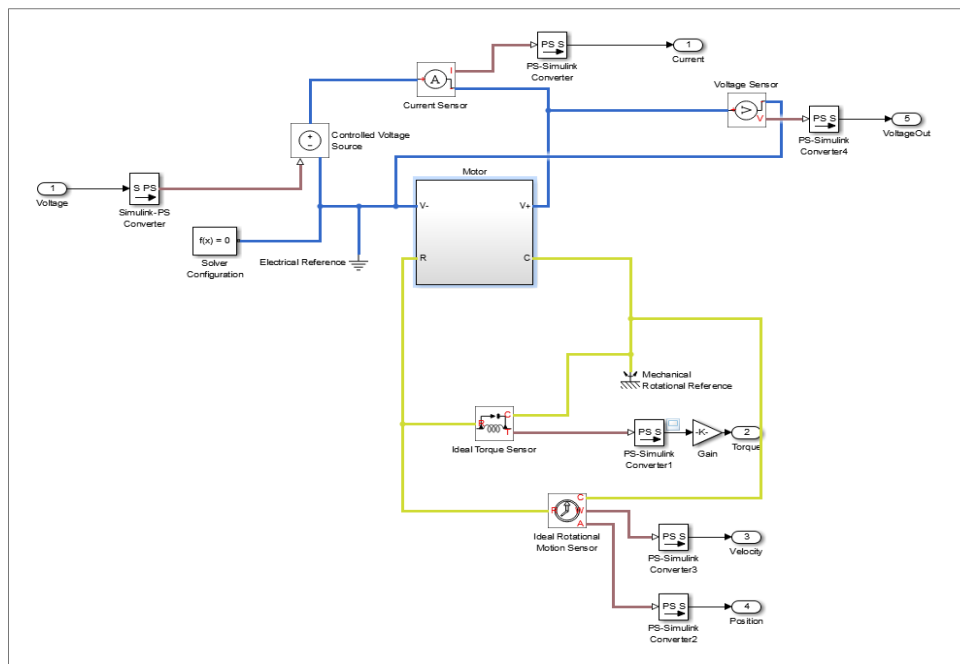 PS S
PS-Simulink
Converter
1
Current
A
I
Current Sensor
Voltage Sensor
V
V
PS S
PS-Simulink
Converter4
5
VoltageOut
+
-
Controlled Voltage
Source
1
Voltage
S PS
Simulink-PS
Converter
f(x) = 0
Solver
Configuration
Electrical Reference
Motor
V-
V+
R
C
Mechanical
Rotational Reference
R
C
T
Ideal Torque Sensor
PS S
PS-Simulink
Converter1
-K-
Gain
2
Torque
R
C
W
A
Ideal Rotational
Motion Sensor
PS S
PS-Simulink
Converter3
3
Velocity
PS S
PS-Simulink
Converter2
4
Position